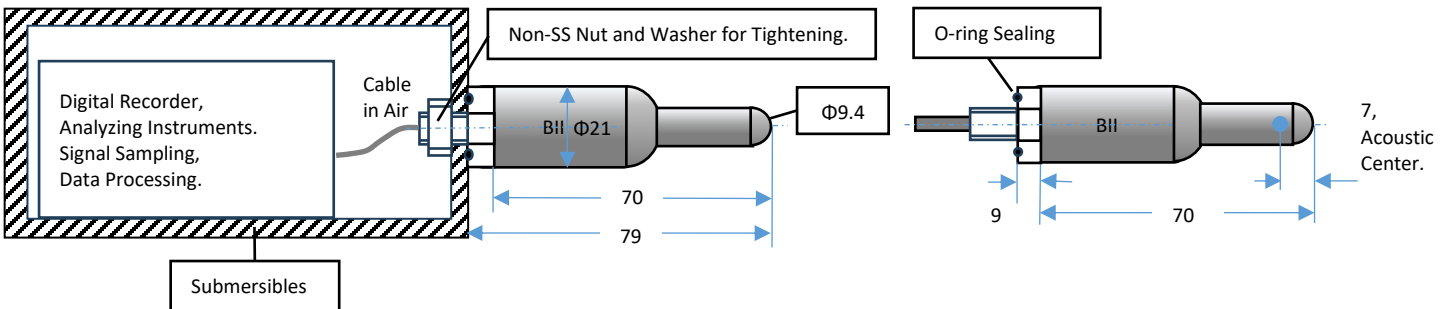 Non-SS Nut and Washer for Tightening.
O-ring Sealing
Digital Recorder,
Analyzing Instruments.
Signal Sampling,
Data Processing.
Cable
in Air
BII
Φ21
Φ9.4
70
79
Submersibles
BII
9
70
7,
Acoustic
Center.